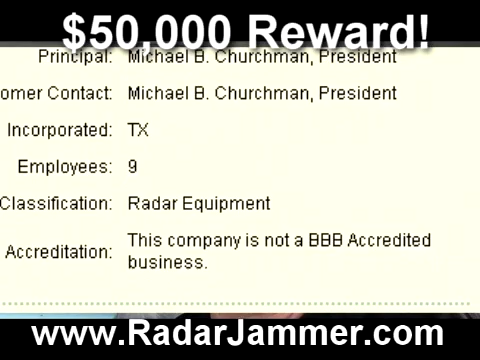 $50,000 Reward!
Principal: Michael B. Churchman, President
omer Contact: Michael B. Churchman, President
Incorporated: TX
Employees: 9
Classification: Radar Equipment
Accreditation: This company is not a BBB Accredited
business.
www.RadarJammer.com